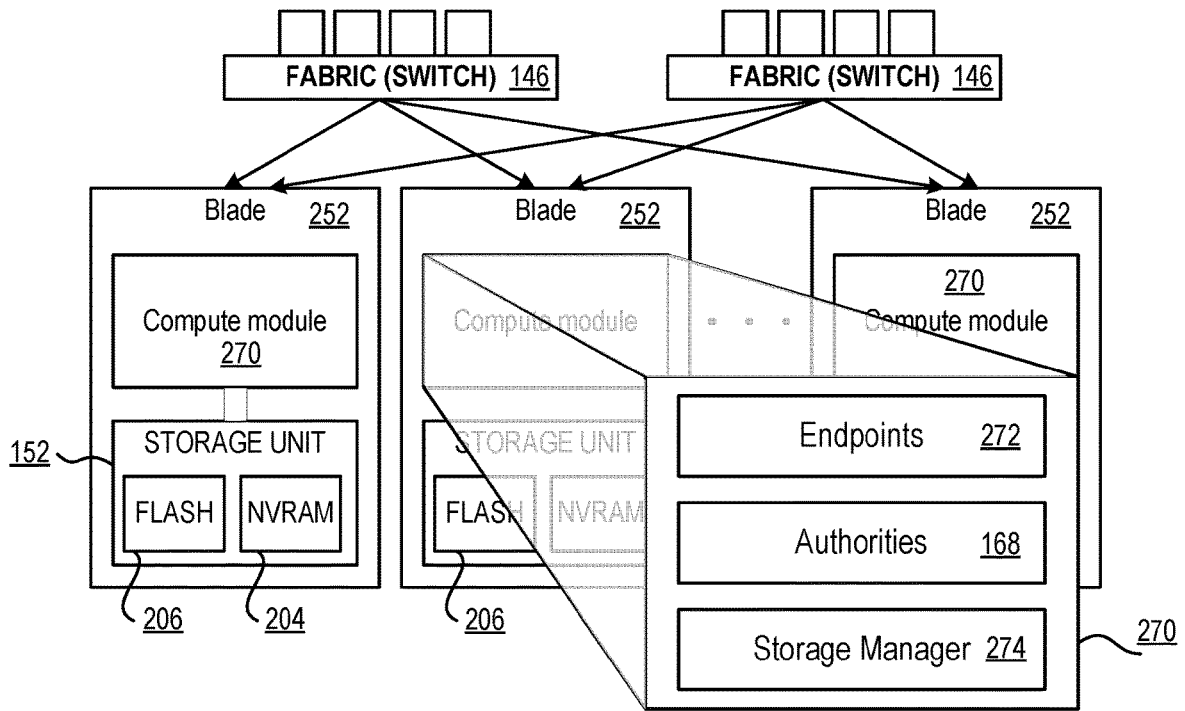 FABRIC (SWITCH) 146
FABRIC (SWITCH) 146
Blade 252
Blade 252
Blade 252
Compute module
270
Compute module
270
Compute module
152
STORAGE UNIT
FLASH
NVRAM
206
204
STORAGE UNIT
FLASH
NVRAM
206
Endpoints 272
Authorities 168
Storage Manager 274
270